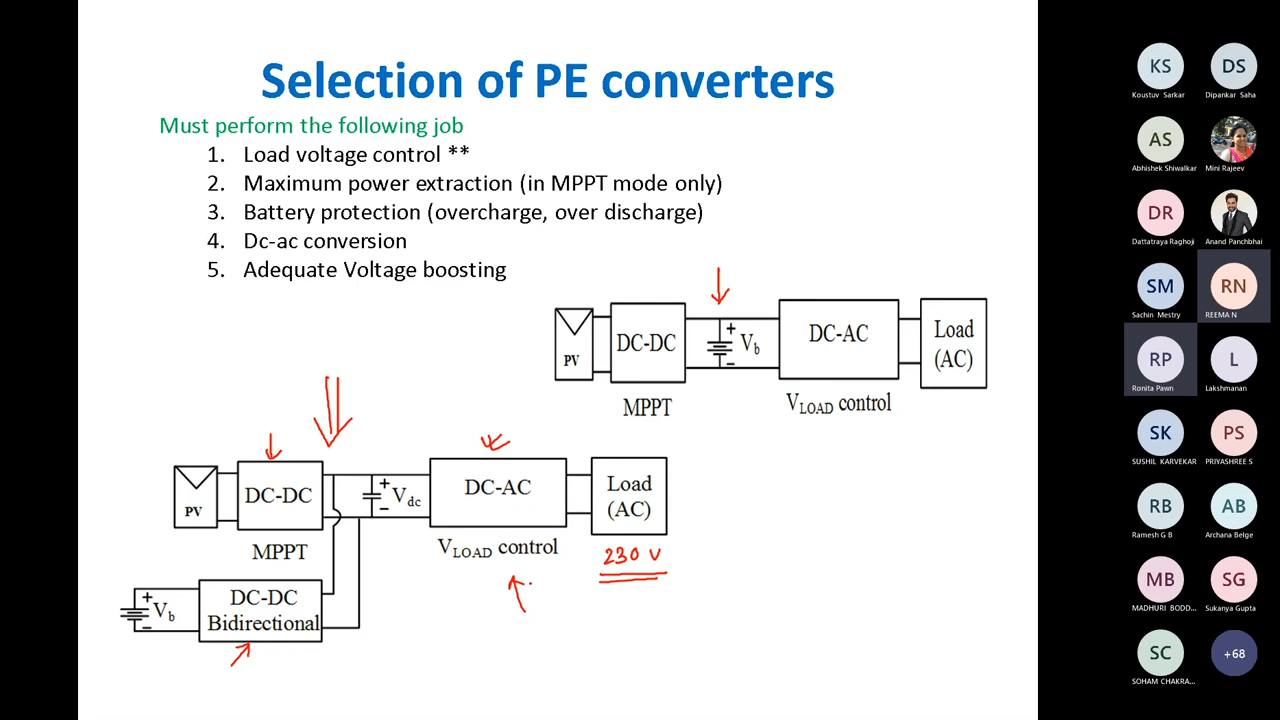 Selection of PE converters
Must perform the following job
1. Load voltage control **
2. Maximum power extraction (in MPPT mode only)
3. Battery protection (overcharge, over discharge)
4. Dc-ac conversion
5. Adequate Voltage boosting
PV
DC-DC
+
Vb
−
DC-AC
Load
(AC)
MPPT
VLOAD control
PV
DC-DC
+
Vdc
−
DC-AC
Load
(AC)
MPPT
VLOAD control
230 V
+
Vb
−
DC-DC
Bidirectional
KS
Koustuv Sarkar
DS
Dipankar Saha
AS
Abhishek Shiwalkar
Mini Rajeev
DR
Dattatraya Raghoji
Anand Panchbhai
SM
Sachin Mestry
RN
REEMA N
RP
Ronita Pawn
L
Lakshmanan
SK
SUSHIL KARVEKAR
PS
PRIYASHREE S
RB
Ramesh G B
AB
Archana Belge
MB
MADHURI BODD...
SG
Sukanya Gupta
SC
SOHAM CHAKRA...
+68